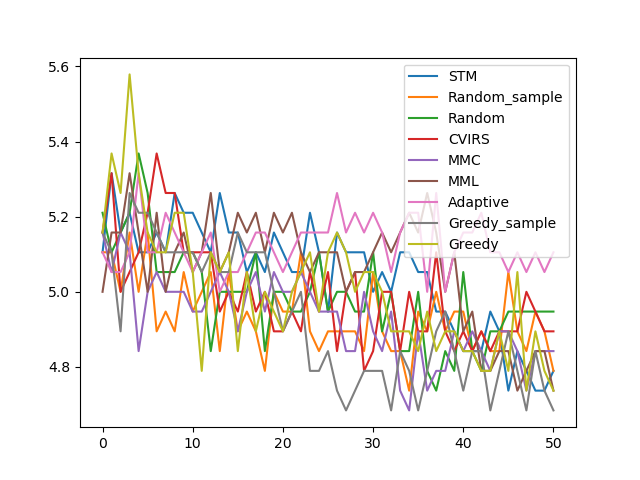 5.6
5.4
5.2
5.0
4.8
0
10
20
30
40
50
STM
Random_sample
Random
CVIRS
MMC
MML
Adaptive
Greedy_sample
Greedy